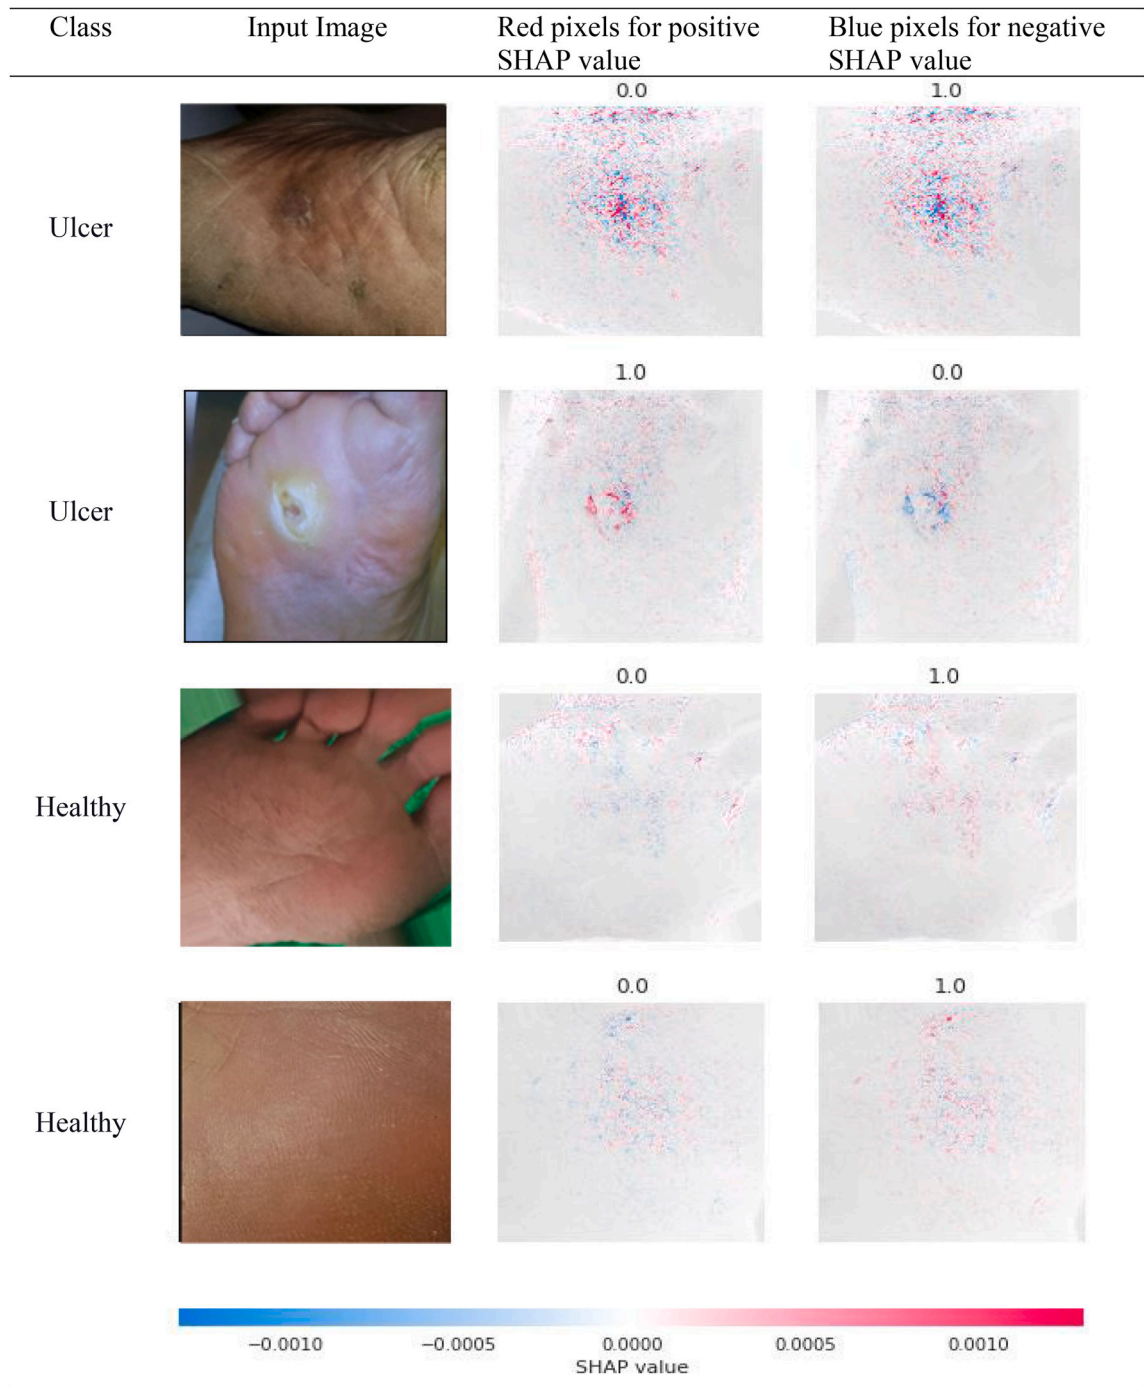 Class Input Image Red pixels for positive SHAP value Blue pixels for negative SHAP value
0.0 1.0
Ulcer
1.0 0.0
Ulcer
0.0 1.0
Healthy
0.0 1.0
Healthy
−0.0010 −0.0005 0.0000 0.0005 0.0010
SHAP value